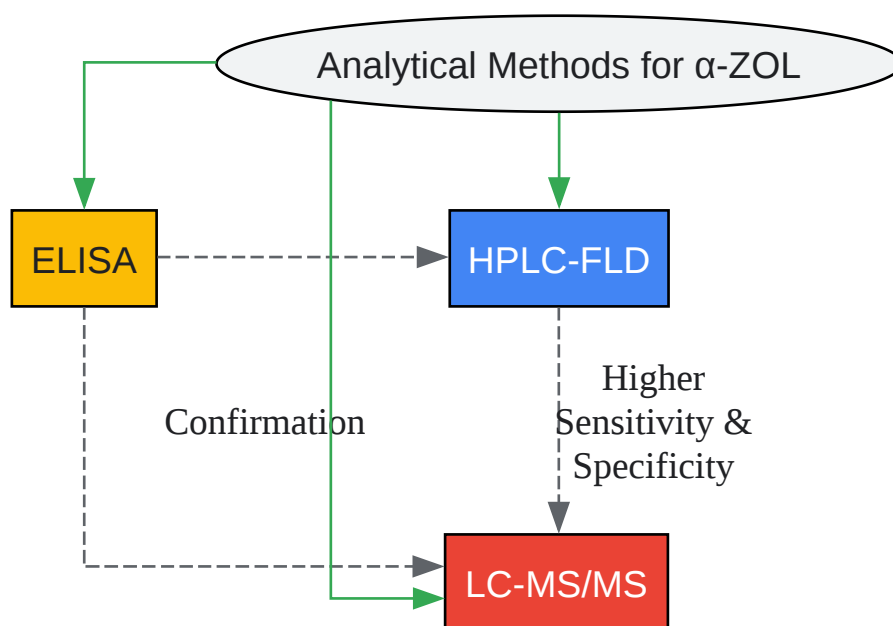 Analytical Methods for α-ZOL
ELISA
HPLC-FLD
Confirmation
Higher
Sensitivity &
Specificity
LC-MS/MS